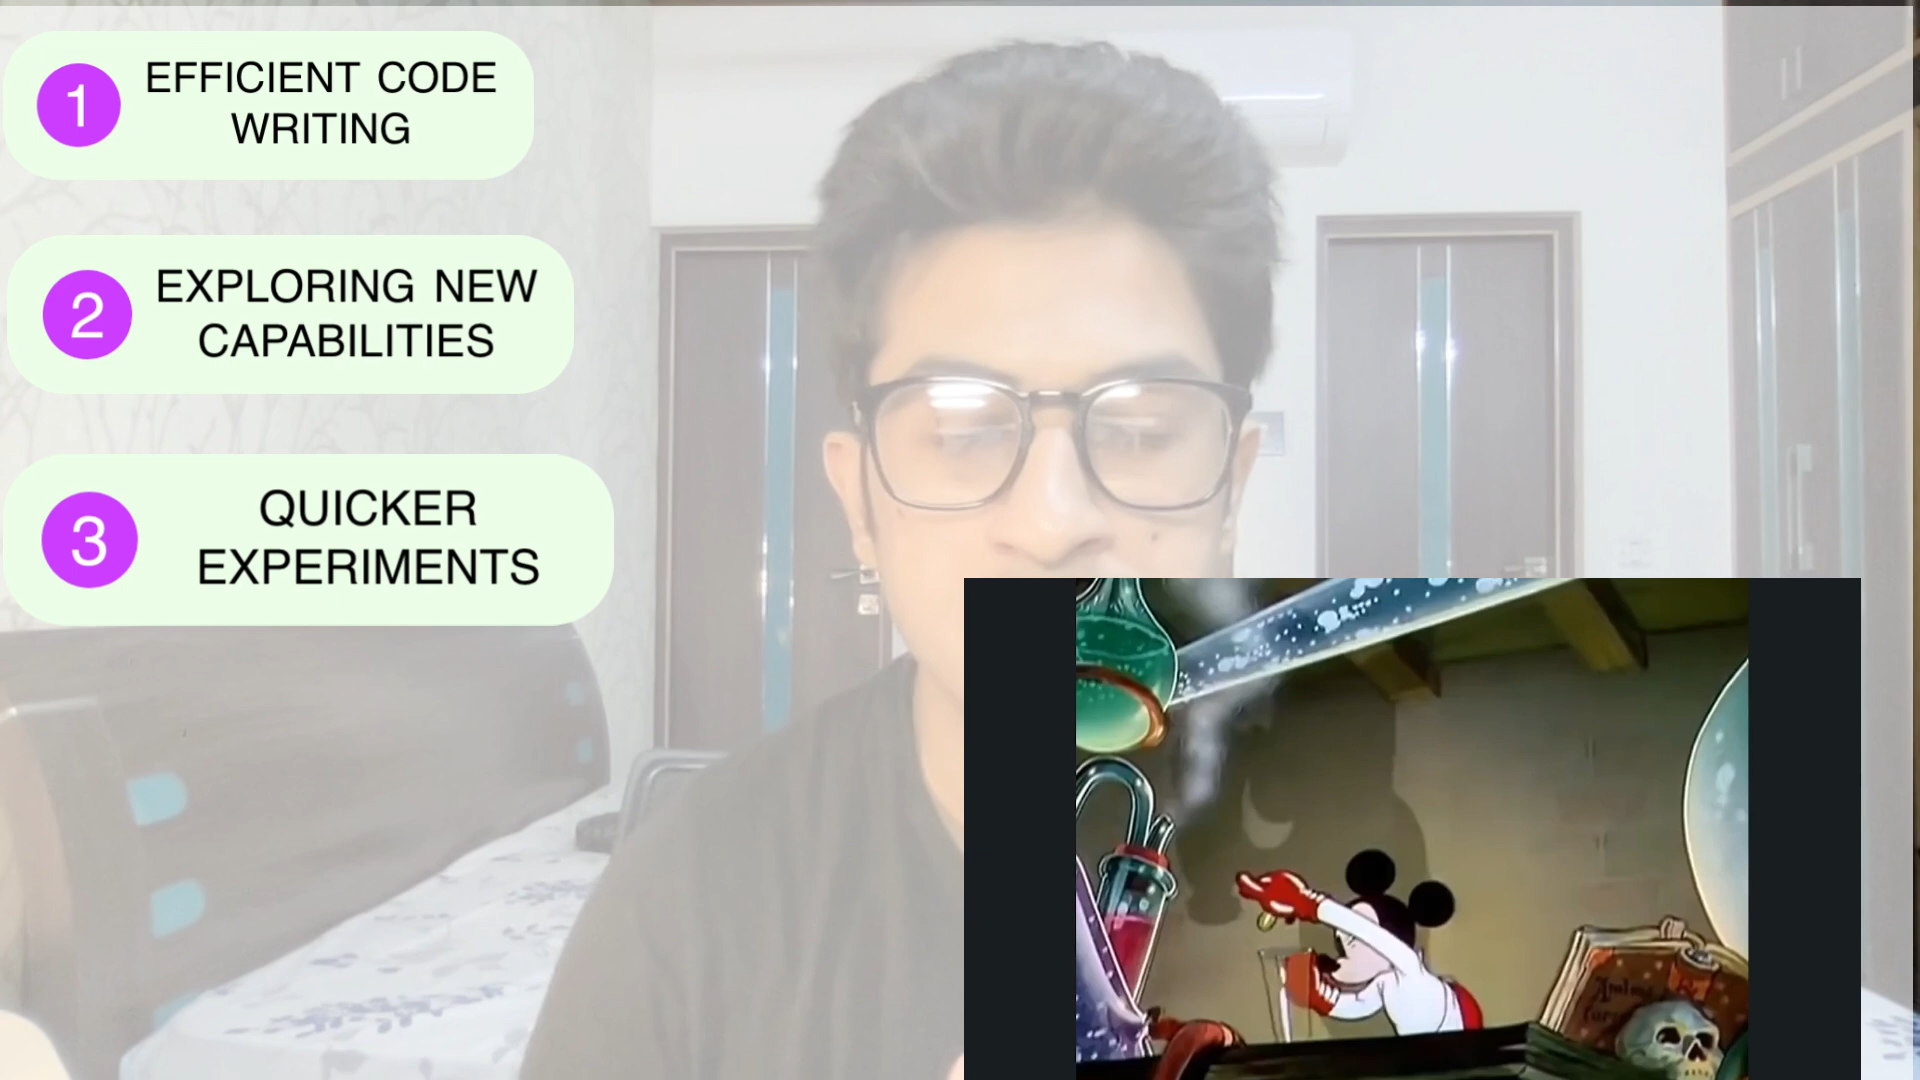 1
EFFICIENT CODE
WRITING
2
EXPLORING NEW
CAPABILITIES
3
QUICKER
EXPERIMENTS